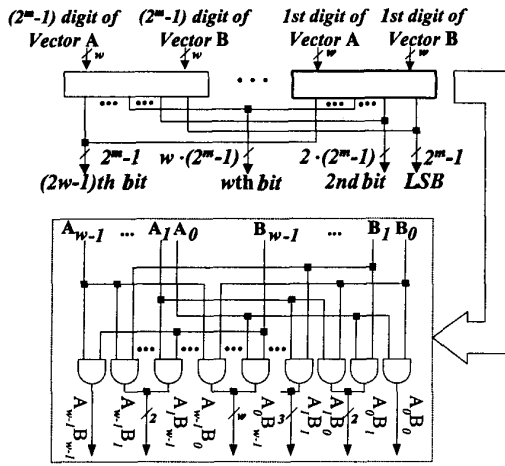 (2ᵐ-1) digit of (2ᵐ-1) digit of 1st digit of 1st digit of
Vector A Vector B Vector A Vector B
w w w w
••• ••• • • • ••• •••
2ᵐ-1 w·(2ᵐ-1) 2·(2ᵐ-1) 2ᵐ-1
(2w-1)th bit wth bit 2nd bit LSB
A_{w-1} ... A_1 A_0 B_{w-1} ... B_1 B_0
••• ••• ••• •••
2 w 3 2
A_{w-1}B_{w-1} A_{w-1}B_1 A_1B_{w-1} A_{w-1}B_0 A_0B_{w-1} A_1B_1 A_1B_0 A_0B_1 A_0B_0